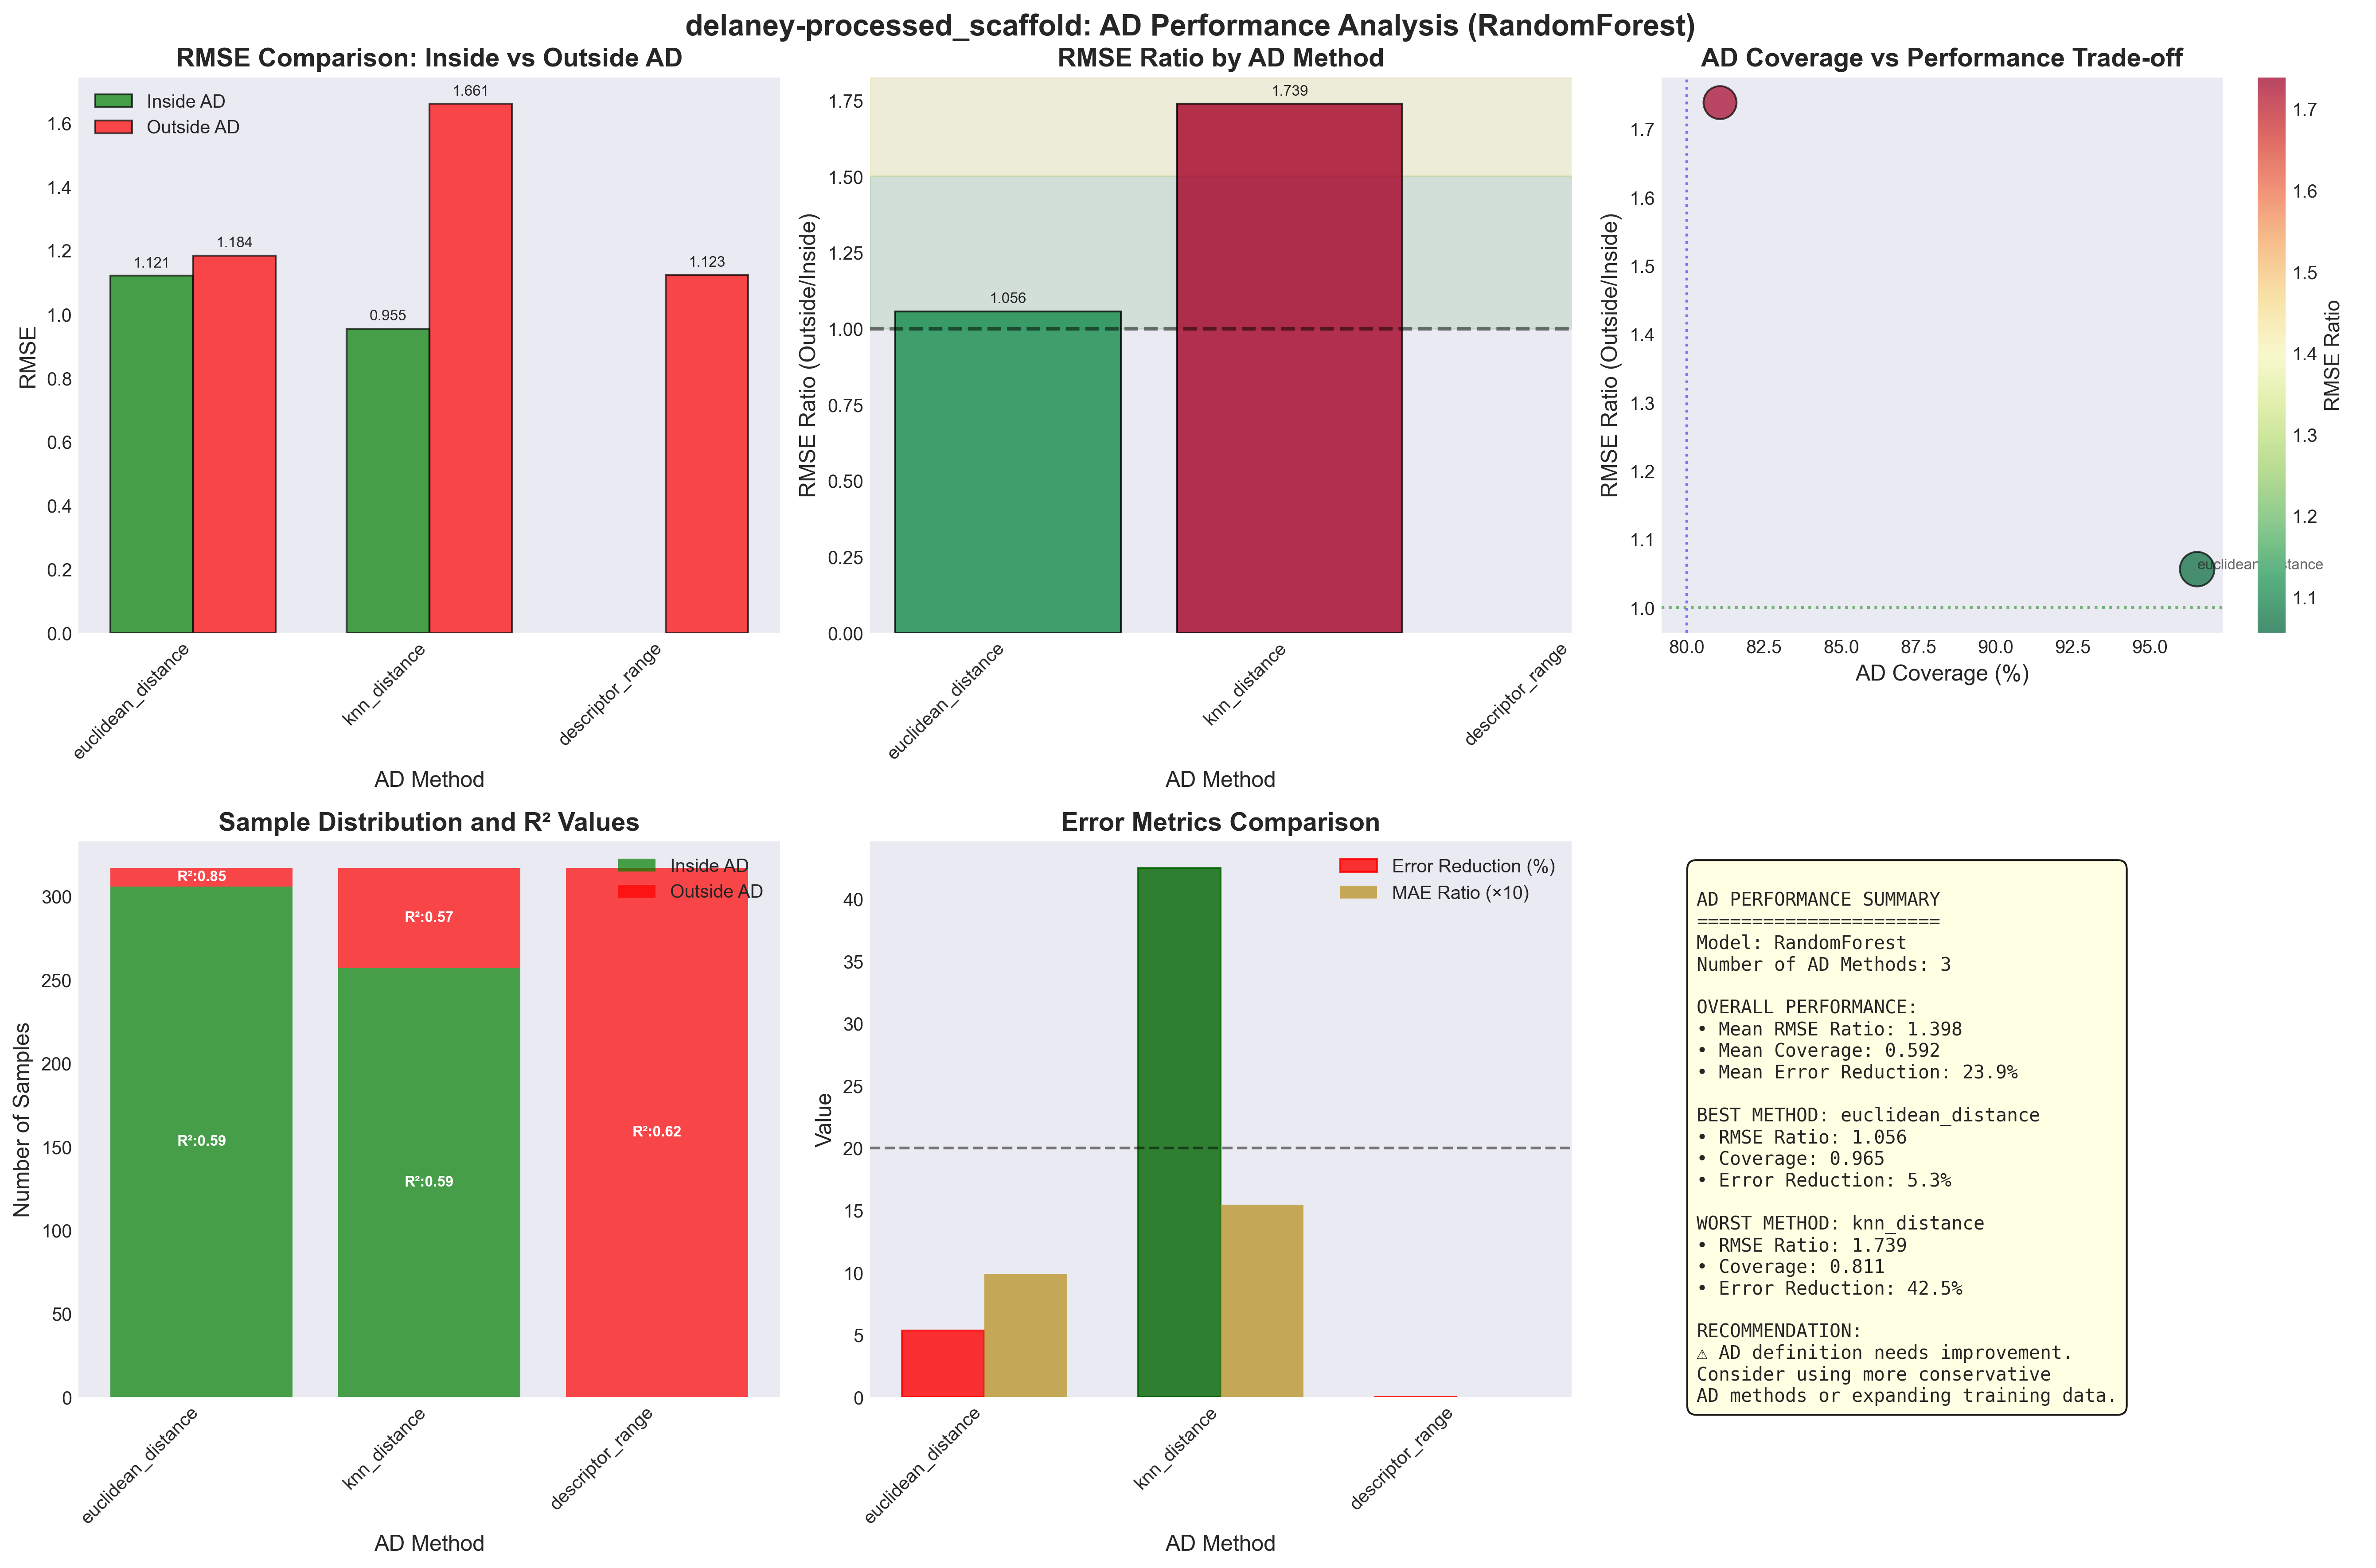 delaney-processed_scaffold: AD Performance Analysis (RandomForest)
RMSE Comparison: Inside vs Outside AD
Inside AD
Outside AD
RMSE
1.6
1.4
1.2
1.0
0.8
0.6
0.4
0.2
0.0
1.121
1.184
0.955
1.661
1.123
euclidean_distance
knn_distance
descriptor_range
AD Method
RMSE Ratio by AD Method
RMSE Ratio (Outside/Inside)
1.75
1.50
1.25
1.00
0.75
0.50
0.25
0.00
1.056
1.739
euclidean_distance
knn_distance
descriptor_range
AD Method
AD Coverage vs Performance Trade-off
RMSE Ratio (Outside/Inside)
1.7
1.6
1.5
1.4
1.3
1.2
1.1
1.0
80.0
82.5
85.0
87.5
90.0
92.5
95.0
AD Coverage (%)
euclidean_distance
1.7
1.6
1.5
1.4
1.3
1.2
1.1
RMSE Ratio
Sample Distribution and R² Values
Inside AD
Outside AD
Number of Samples
300
250
200
150
100
50
0
R²:0.85
R²:0.59
R²:0.57
R²:0.59
R²:0.62
euclidean_distance
knn_distance
descriptor_range
AD Method
Error Metrics Comparison
Error Reduction (%)
MAE Ratio (×10)
Value
40
35
30
25
20
15
10
5
0
euclidean_distance
knn_distance
descriptor_range
AD Method
AD PERFORMANCE SUMMARY
======================
Model: RandomForest
Number of AD Methods: 3
OVERALL PERFORMANCE:
• Mean RMSE Ratio: 1.398
• Mean Coverage: 0.592
• Mean Error Reduction: 23.9%
BEST METHOD: euclidean_distance
• RMSE Ratio: 1.056
• Coverage: 0.965
• Error Reduction: 5.3%
WORST METHOD: knn_distance
• RMSE Ratio: 1.739
• Coverage: 0.811
• Error Reduction: 42.5%
RECOMMENDATION:
⚠ AD definition needs improvement.
Consider using more conservative
AD methods or expanding training data.